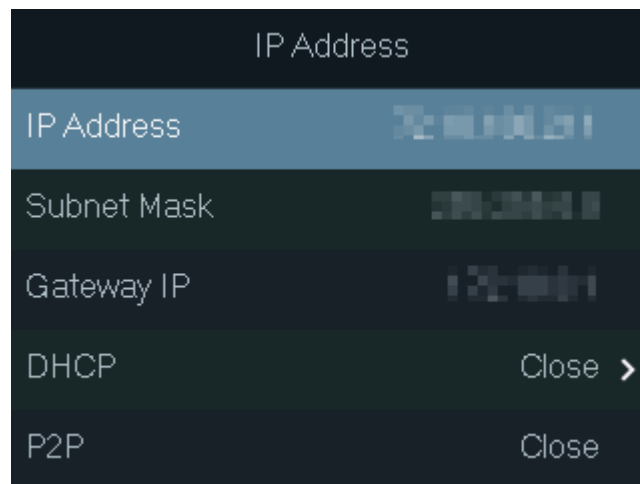 IP Address
IP Address
Subnet Mask
Gateway IP
DHCP Close
P2P Close